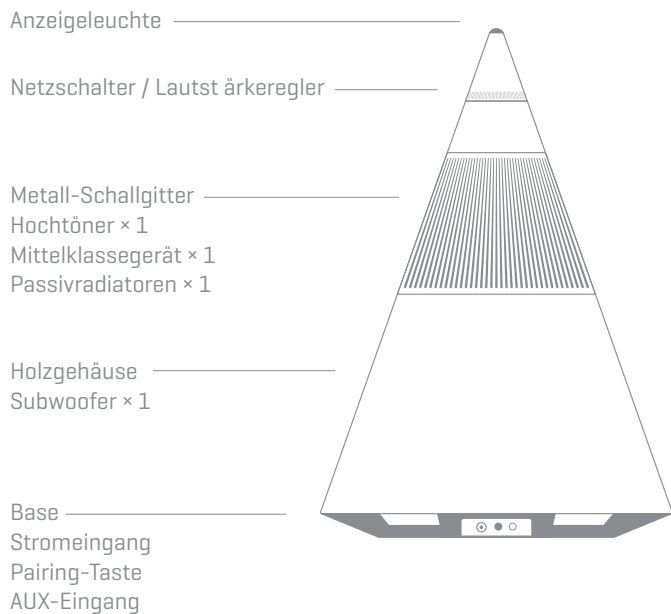 Anzeigeleuchte
Netzschalter / Lautst ärkeregler
Metall-Schallgitter
Hochtöner × 1
Mittelklassegerät × 1
Passivradiatoren × 1
Holzgehäuse
Subwoofer × 1
Base
Stromeingang
Pairing-Taste
AUX-Eingang